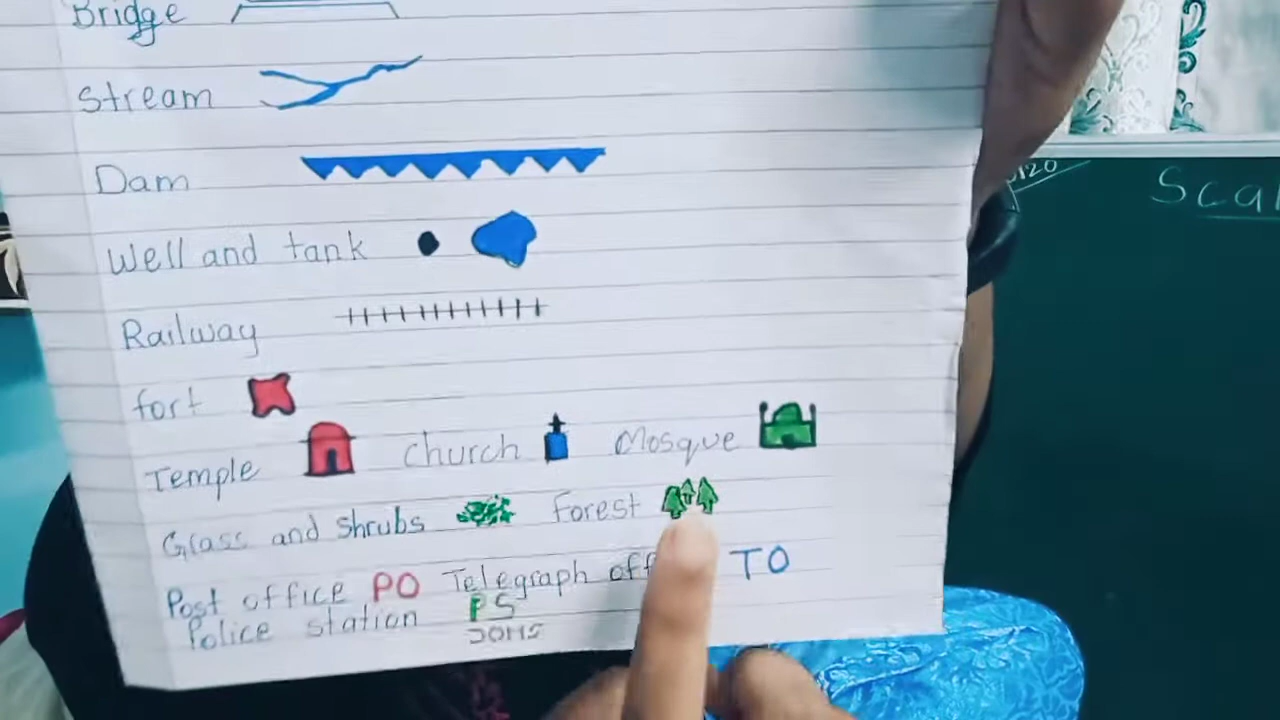 Bridge
Stream
Dam
Well and tank
Railway
fort
Temple church Mosque
Grass and shrubs Forest
Post office PO Telegraph off TO
Police station PS